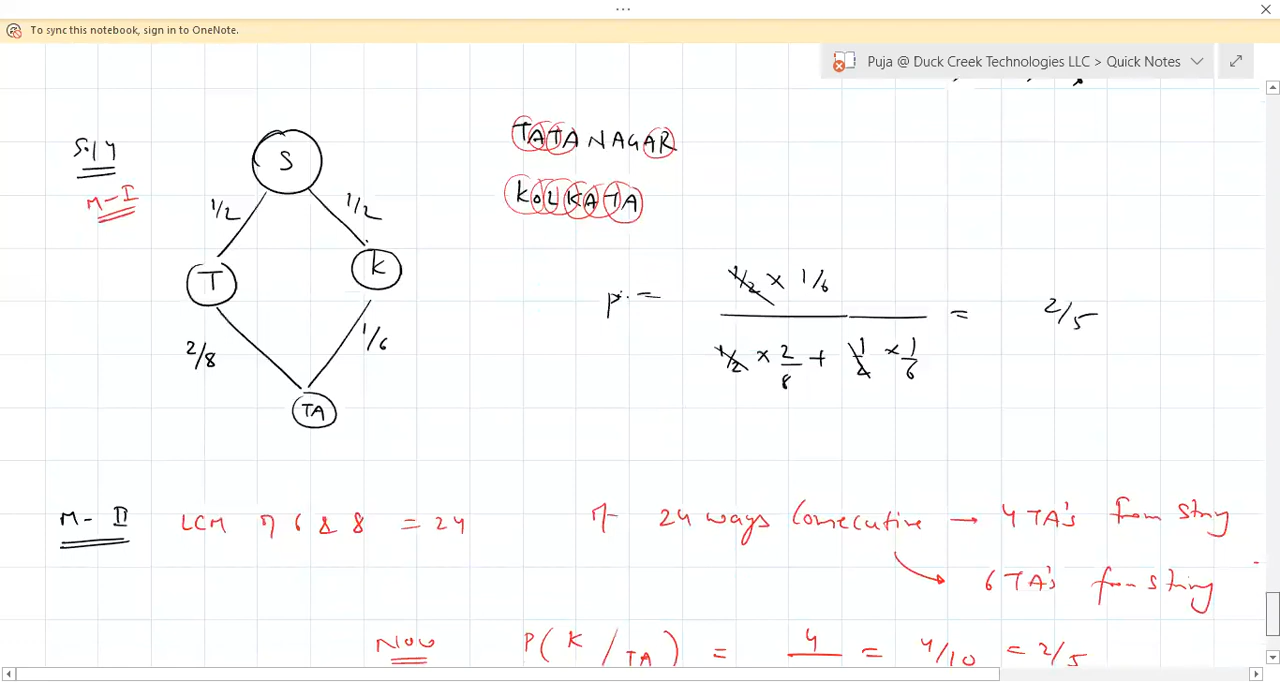 To sync this notebook, sign in to OneNote.
Puja @ Duck Creek Technologies LLC > Quick Notes
Sol4
M-I
S
1/2
1/2
T
K
2/8
1/6
TA
TATANAGAR
KOLKATA
p = 1/2 × 1/6 / 1/2 × 2/8 + 1/2 × 1/6 = 2/5
M-II LCM of 6 & 8 = 24
24 ways Consecutive → 4 TA's from string
6 TA's from string
Now P(K/TA) = 4 = 4/10 = 2/5